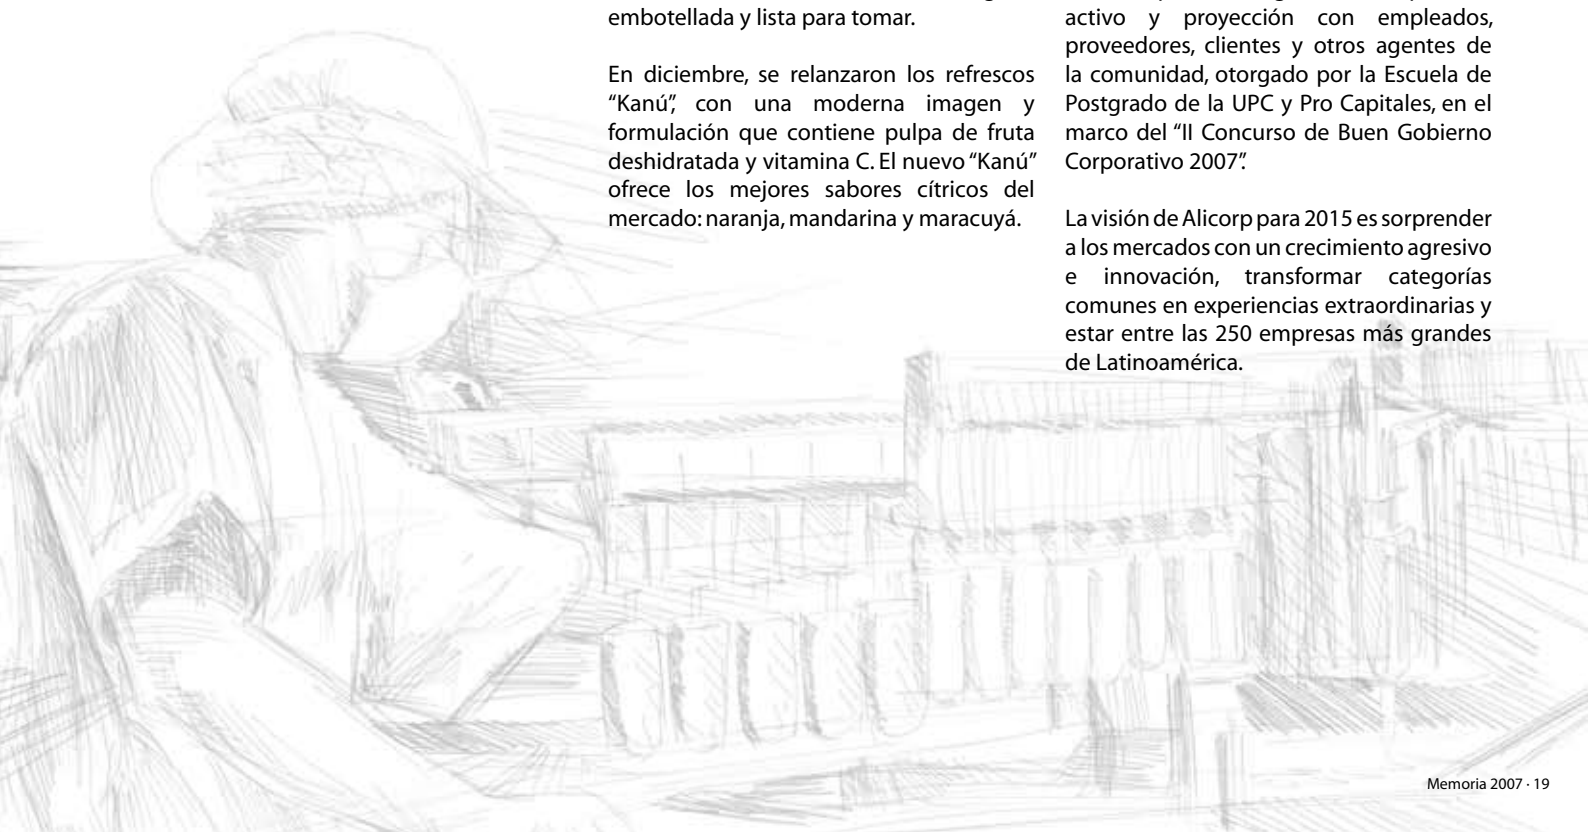 embotellada y lista para tomar.
En diciembre, se relanzaron los refrescos
“Kanú”, con una moderna imagen y
formulación que contiene pulpa de fruta
deshidratada y vitamina C. El nuevo “Kanú”
ofrece los mejores sabores cítricos del
mercado: naranja, mandarina y maracuyá.
activo y proyección con empleados,
proveedores, clientes y otros agentes de
la comunidad, otorgado por la Escuela de
Postgrado de la UPC y Pro Capitales, en el
marco del “II Concurso de Buen Gobierno
Corporativo 2007”.
La visión de Alicorp para 2015 es sorprender
a los mercados con un crecimiento agresivo
e innovación, transformar categorías
comunes en experiencias extraordinarias y
estar entre las 250 empresas más grandes
de Latinoamérica.
Memoria 2007 · 19